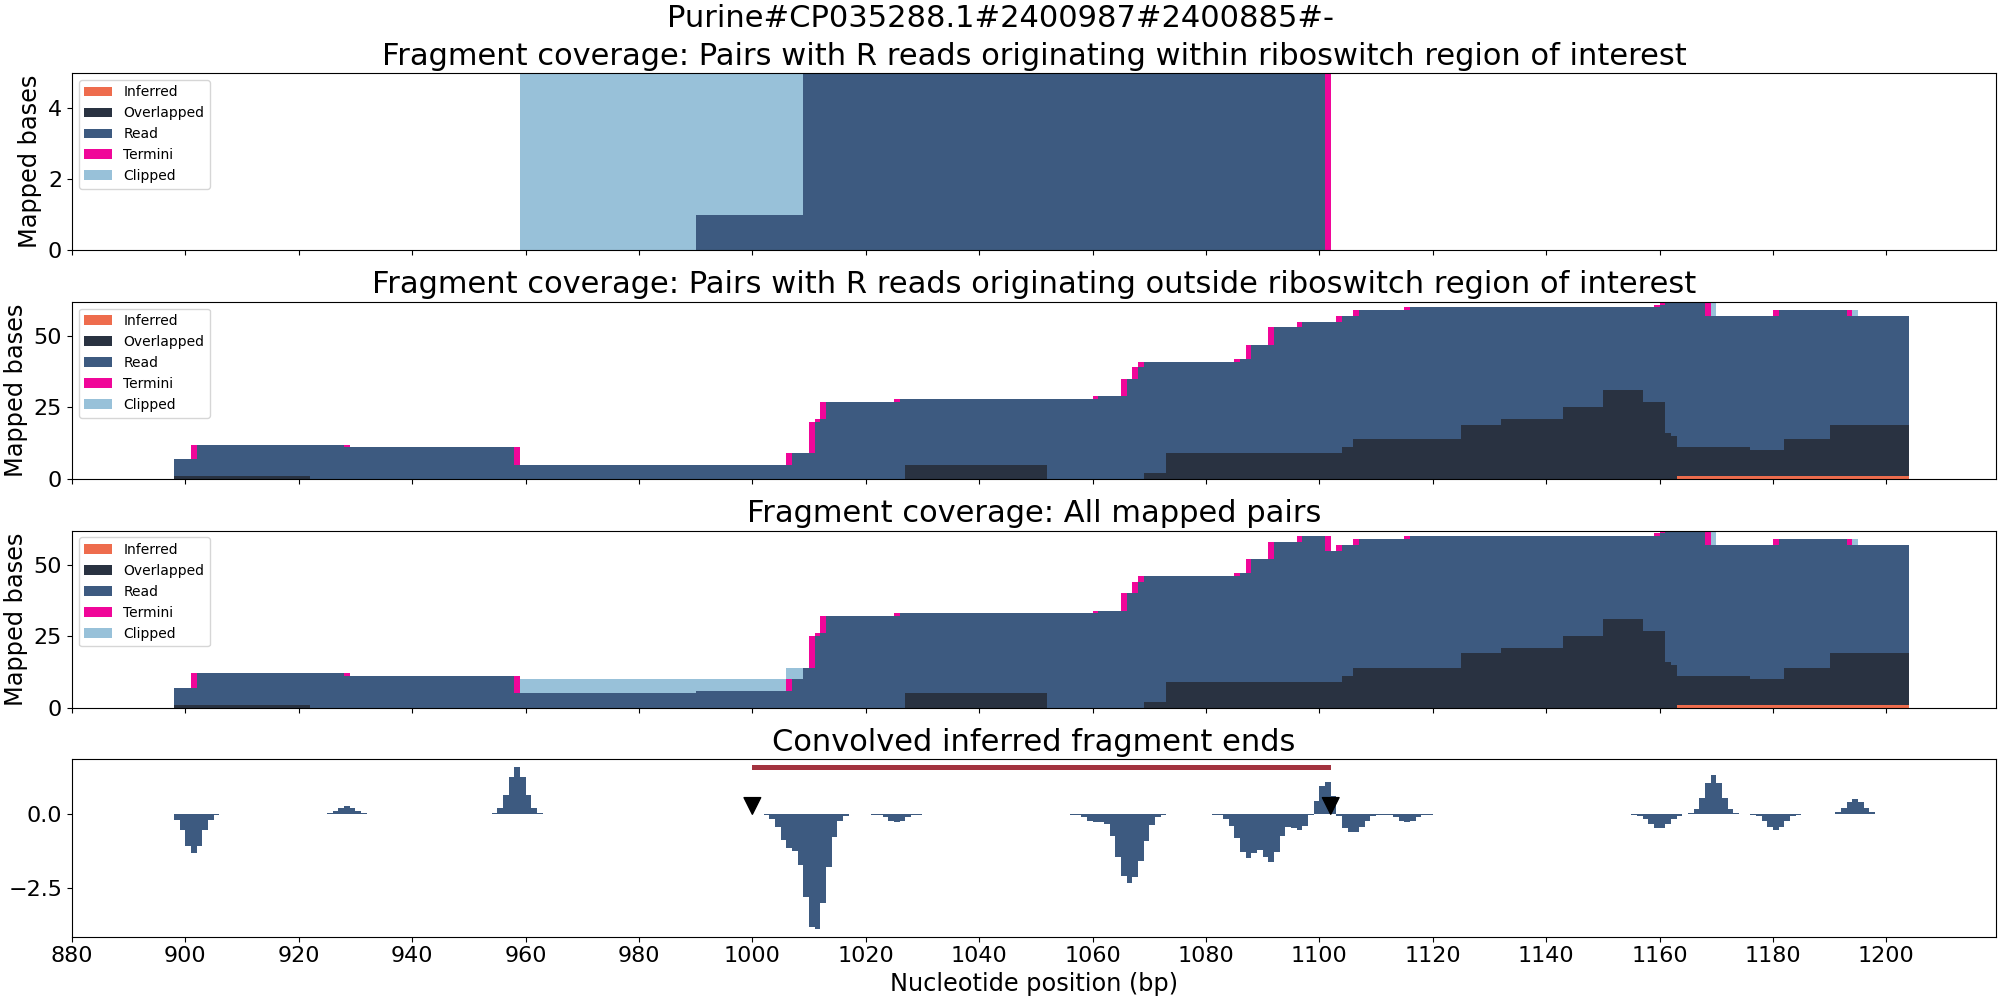 Purine#CP035288.1#2400987#2400885#-
Fragment coverage: Pairs with R reads originating within riboswitch region of interest
Mapped bases
4
2
0
Inferred
Overlapped
Read
Termini
Clipped
Fragment coverage: Pairs with R reads originating outside riboswitch region of interest
Mapped bases
50
25
0
Inferred
Overlapped
Read
Termini
Clipped
Fragment coverage: All mapped pairs
Mapped bases
50
25
0
Inferred
Overlapped
Read
Termini
Clipped
Convolved inferred fragment ends
0.0
−2.5
880 900 920 940 960 980 1000 1020 1040 1060 1080 1100 1120 1140 1160 1180 1200
Nucleotide position (bp)